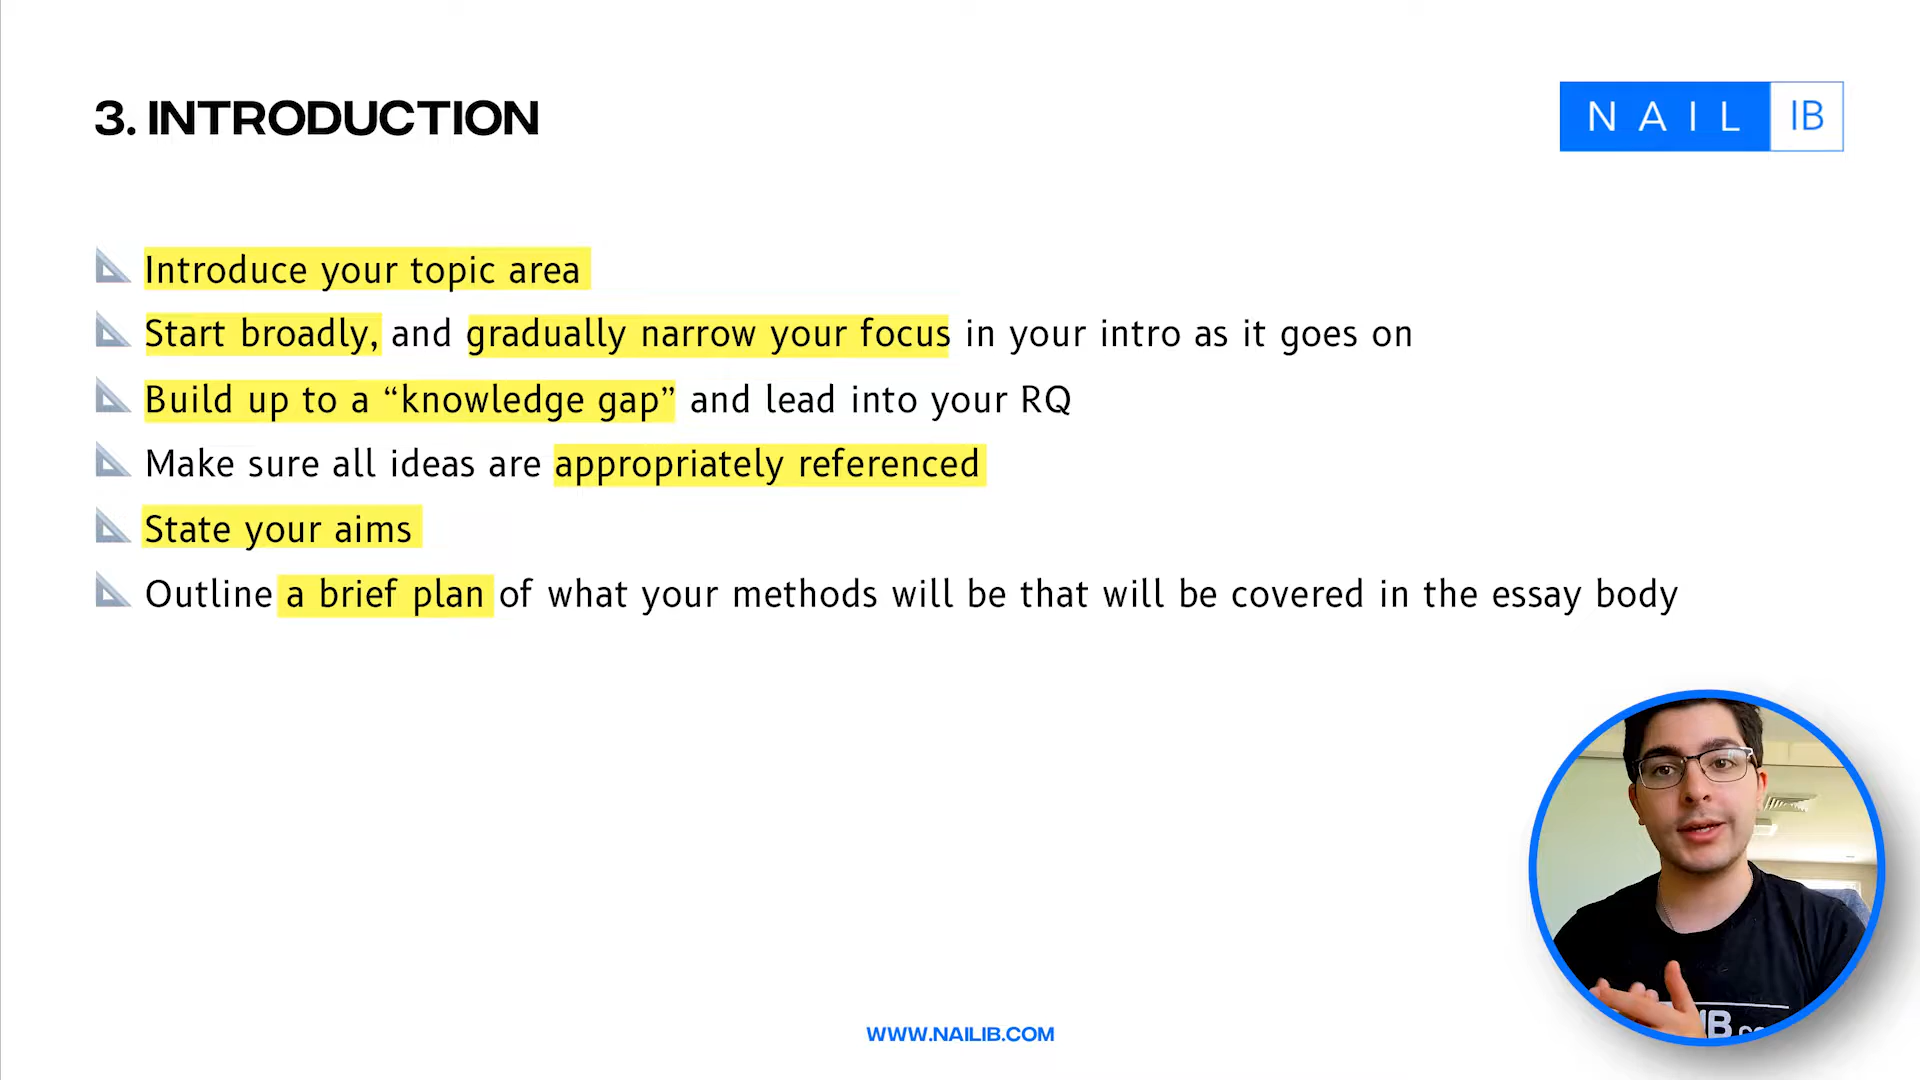 3. INTRODUCTION
NAIL IB
Introduce your topic area
Start broadly, and gradually narrow your focus in your intro as it goes on
Build up to a “knowledge gap” and lead into your RQ
Make sure all ideas are appropriately referenced
State your aims
Outline a brief plan of what your methods will be that will be covered in the essay body
WWW.NAILIB.COM